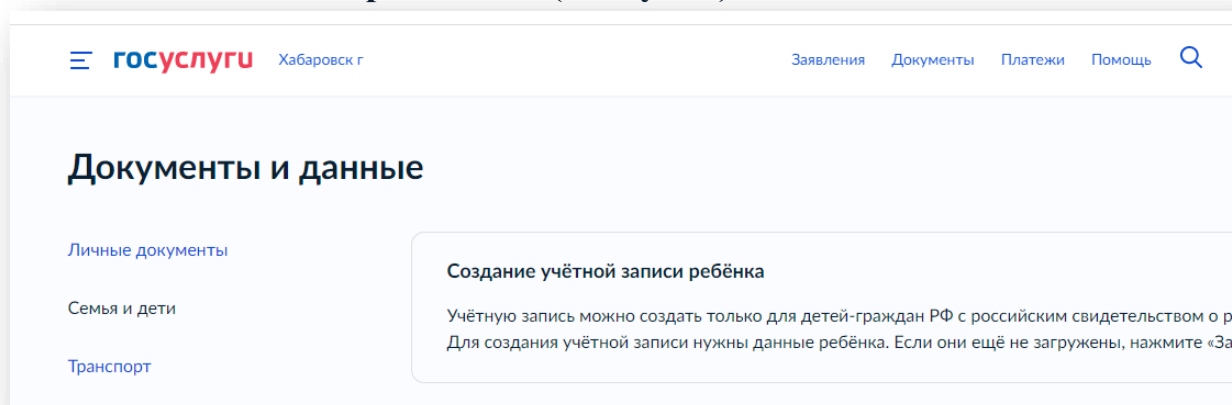 госуслуги Хабаровск г Заявления Документы Платежи Помощь
Документы и данные
Личные документы
Семья и дети
Транспорт
Создание учётной записи ребёнка
Учётную запись можно создать только для детей-граждан РФ с российским свидетельством о
Для создания учётной записи нужны данные ребёнка. Если они ещё не загружены, нажмите